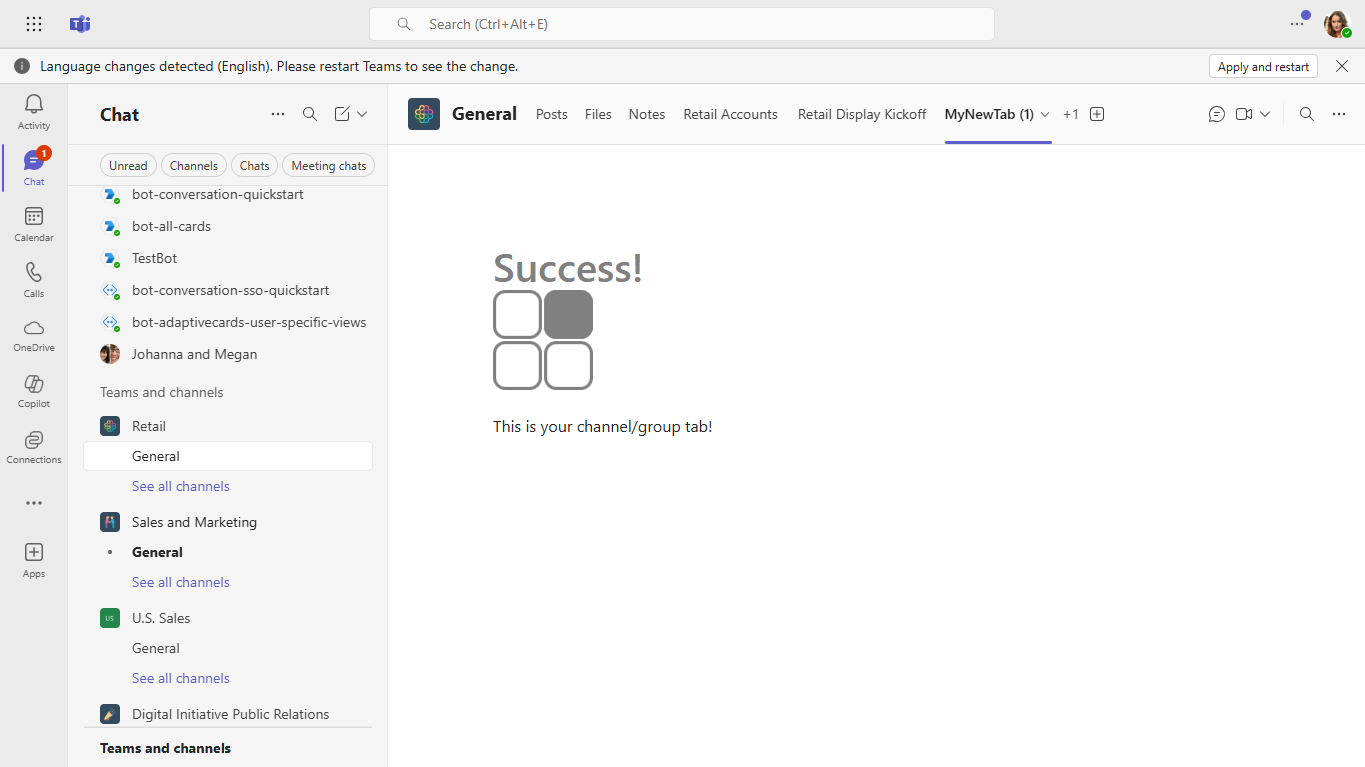 Search (Ctrl+Alt+E)
Language changes detected (English). Please restart Teams to see the change.
Apply and restart
Activity
1
Chat
Calendar
Calls
OneDrive
Copilot
Connections
Apps
Chat
Unread
Channels
Chats
Meeting chats
bot-conversation-quickstart
bot-all-cards
TestBot
bot-conversation-sso-quickstart
bot-adaptivecards-user-specific-views
Johanna and Megan
Teams and channels
Retail
General
See all channels
Sales and Marketing
General
See all channels
US
U.S. Sales
General
See all channels
Digital Initiative Public Relations
Teams and channels
General
Posts
Files
Notes
Retail Accounts
Retail Display Kickoff
MyNewTab (1)
+1
Success!
This is your channel/group tab!